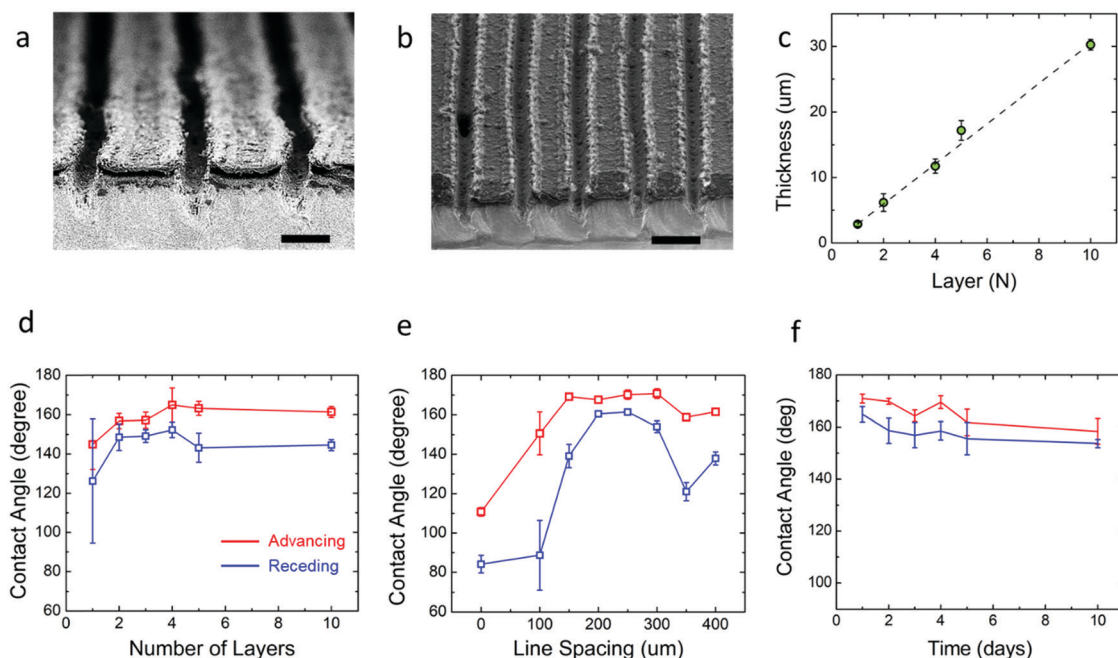 a
b
c
30
20
10
0
Thickness (um)
0 2 4 6 8 10
Layer (N)
d
180
160
140
120
100
80
60
Contact Angle (degree)
Advancing
Receding
0 2 4 6 8 10
Number of Layers
e
180
160
140
120
100
80
60
Contact Angle (degree)
0 100 200 300 400
Line Spacing (um)
f
180
160
140
120
100
Contact Angle (deg)
0 2 4 6 8 10
Time (days)